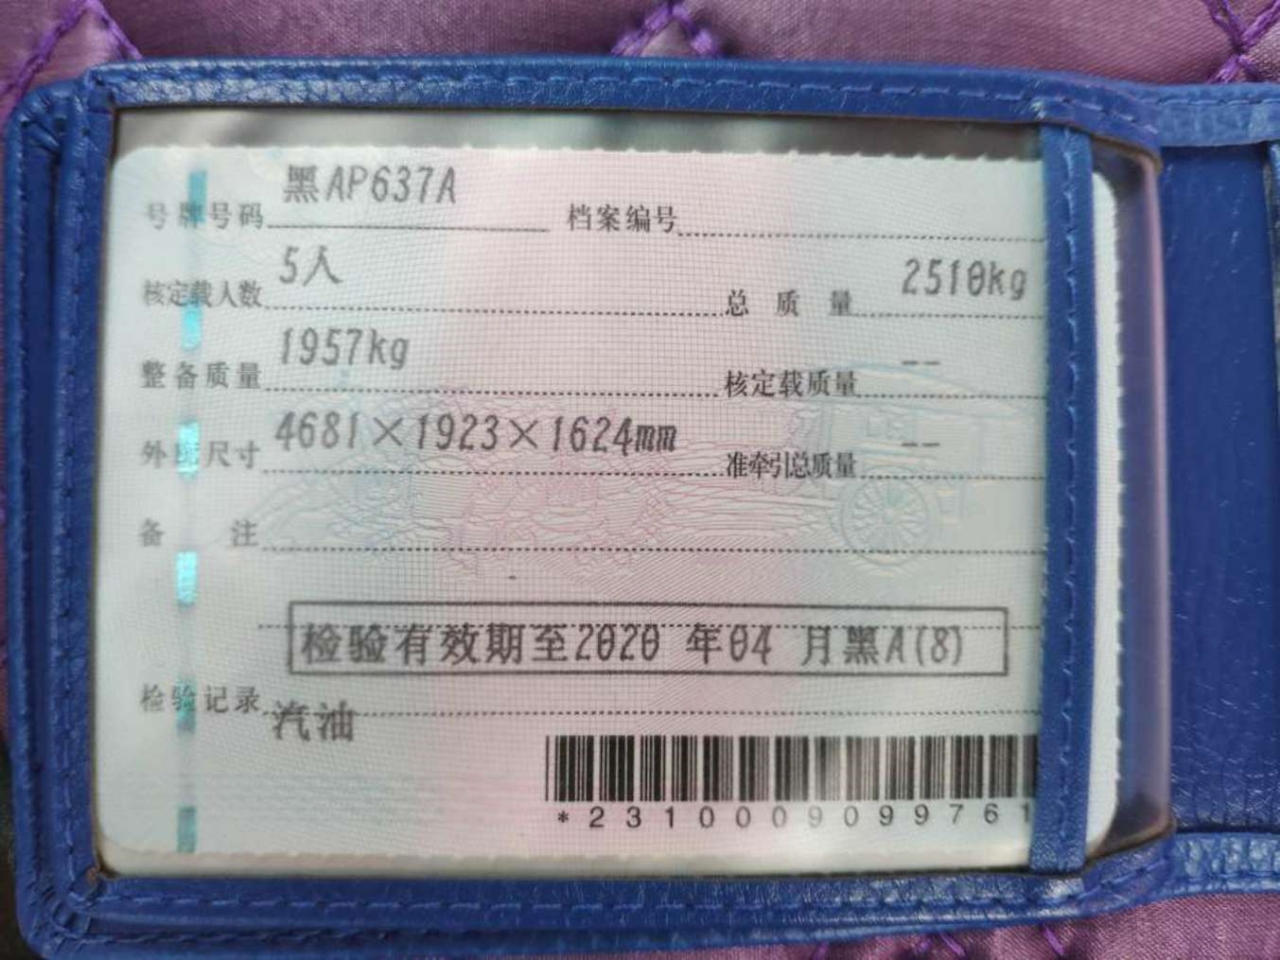 号牌号码 黑AP637A 档案编号
核定载人数 5人 总质量 2510kg
整备质量 1957kg 核定载质量 --
外廓尺寸 4681×1923×1624mm 准牵引总质量 --
备注
检验有效期至2020 年04 月黑A(8)
检验记录
汽油
*2310009099761